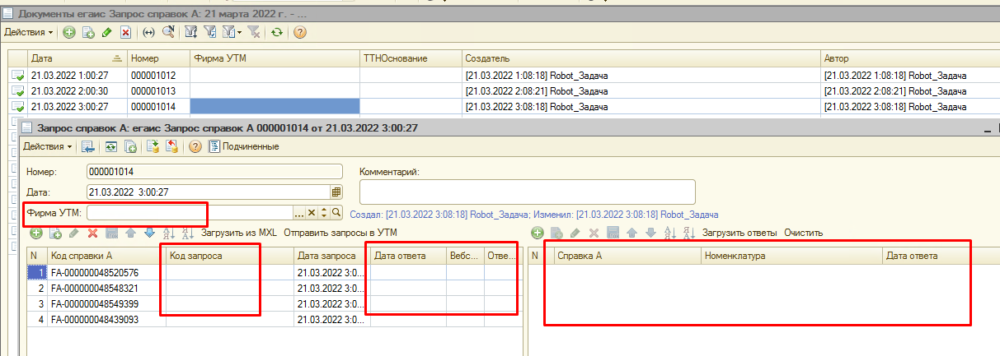 Документы егаис Запрос справок А: 21 марта 2022 г. - ...
Действия
Дата Номер Фирма УТМ ТТНОснование Создатель Автор
21.03.2022 1:00:27 000001012 [21.03.2022 1:08:18] Robot_Задача [21.03.2022 1:08:18] Robot_Задача
21.03.2022 2:00:30 000001013 [21.03.2022 2:08:21] Robot_Задача [21.03.2022 2:08:21] Robot_Задача
21.03.2022 3:00:27 000001014 [21.03.2022 3:08:18] Robot_Задача [21.03.2022 3:08:18] Robot_Задача
Запрос справок А: егаис Запрос справок А 000001014 от 21.03.2022 3:00:27
Действия Подчиненные
Номер: 000001014 Комментарий:
Дата: 21.03.2022 3:00:27
Фирма УТМ: ... Создал: [21.03.2022 3:08:18] Robot_Задача; Изменил: [21.03.2022 3:08:18] Robot_Задача
Загрузить из MXL Отправить запросы в УТМ Загрузить ответы Очистить
N Код справки А Код запроса Дата запроса Дата ответа Вебс... Отве... N Справка А Номенклатура Дата ответа
1 FA-000000048520576 21.03.2022 3:0...
2 FA-000000048548321 21.03.2022 3:0...
3 FA-000000048549399 21.03.2022 3:0...
4 FA-000000048439093 21.03.2022 3:0...